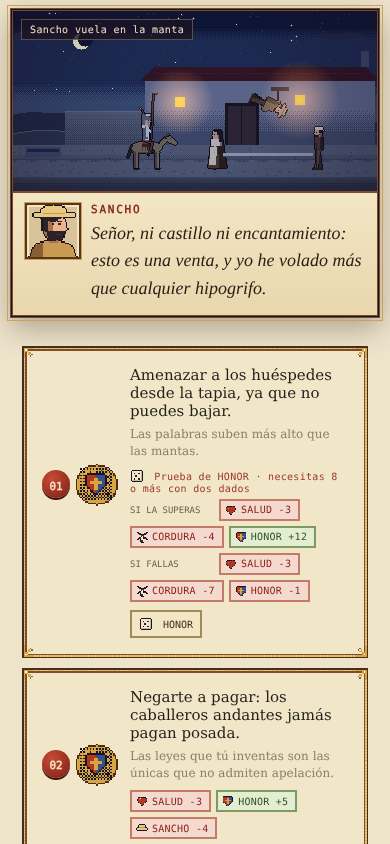 Sancho vuela en la manta
SANCHO
Señor, ni castillo ni encantamiento:
esto es una venta, y yo he volado más
que cualquier hipogrifo.
Amenazar a los huéspedes
desde la tapia, ya que no
puedes bajar.
Las palabras suben más alto que
las mantas.
01
Prueba de HONOR · necesitas 8
o más con dos dados
SI LA SUPERAS SALUD -3
CORDURA -4 HONOR +12
SI FALLAS SALUD -3
CORDURA -7 HONOR -1
HONOR
Negarte a pagar: los
caballeros andantes jamás
pagan posada.
02
Las leyes que tú inventas son las
únicas que no admiten apelación.
SALUD -3 HONOR +5
SANCHO -4